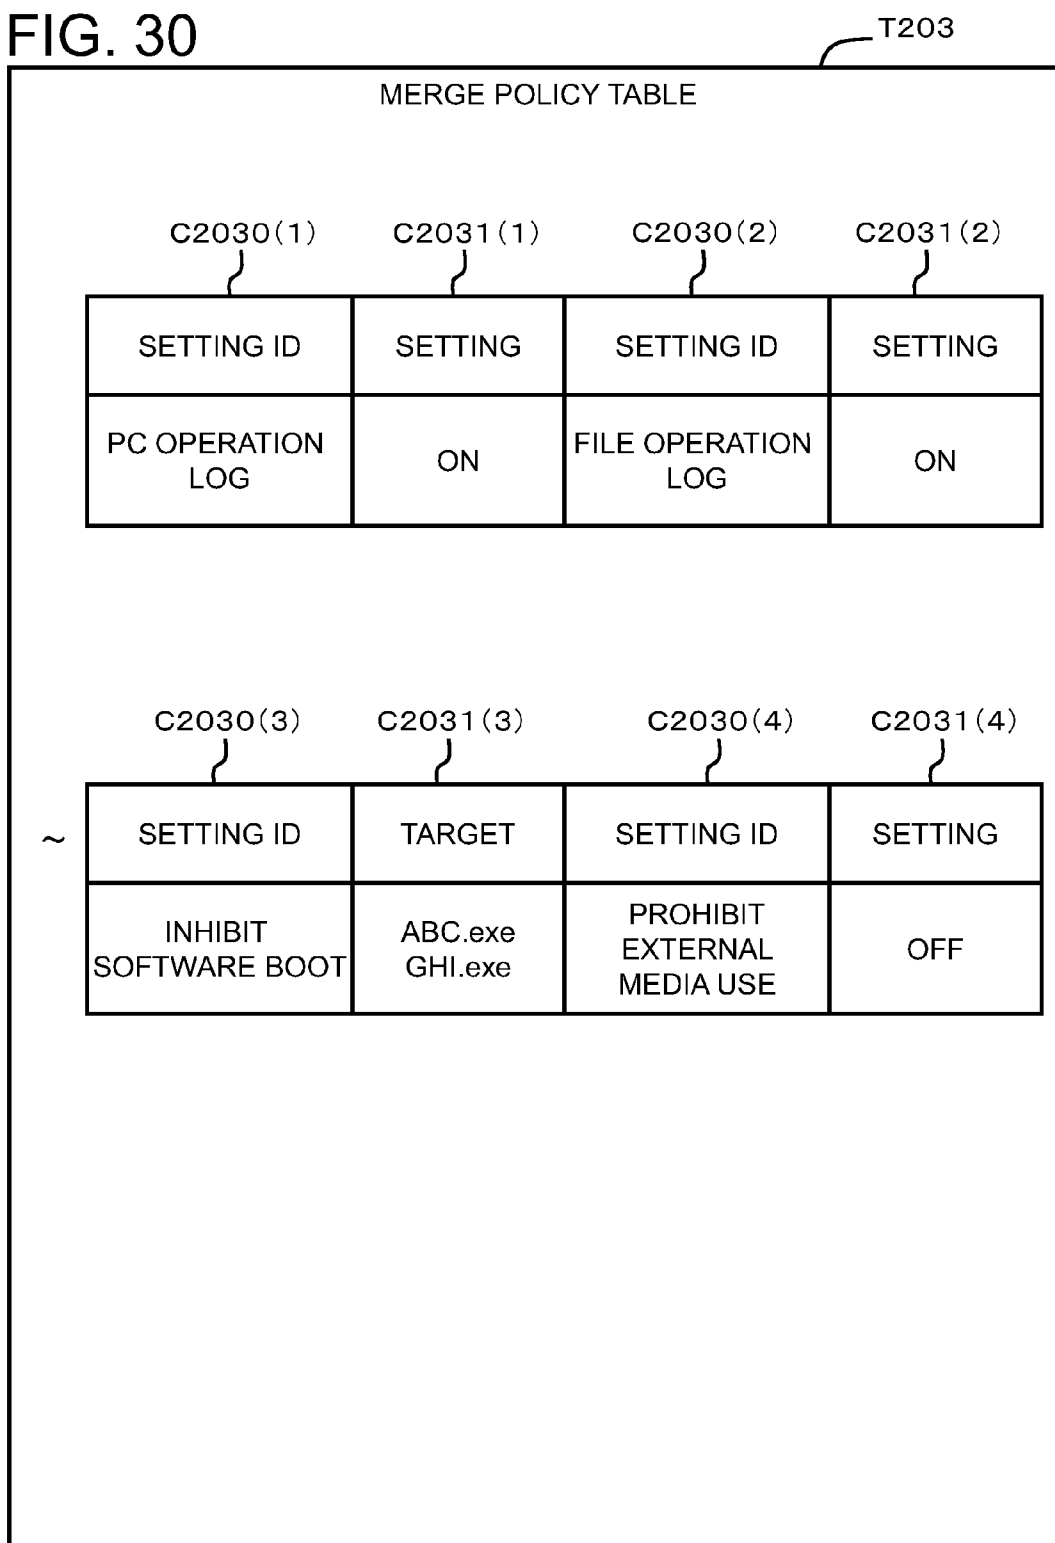 FIG. 30
T203
MERGE POLICY TABLE
C2030(1) C2031(1) C2030(2) C2031(2)
SETTING ID SETTING SETTING ID SETTING
PC OPERATION LOG ON FILE OPERATION LOG ON
C2030(3) C2031(3) C2030(4) C2031(4)
~ SETTING ID TARGET SETTING ID SETTING
INHIBIT SOFTWARE BOOT ABC.exe GHI.exe PROHIBIT EXTERNAL MEDIA USE OFF